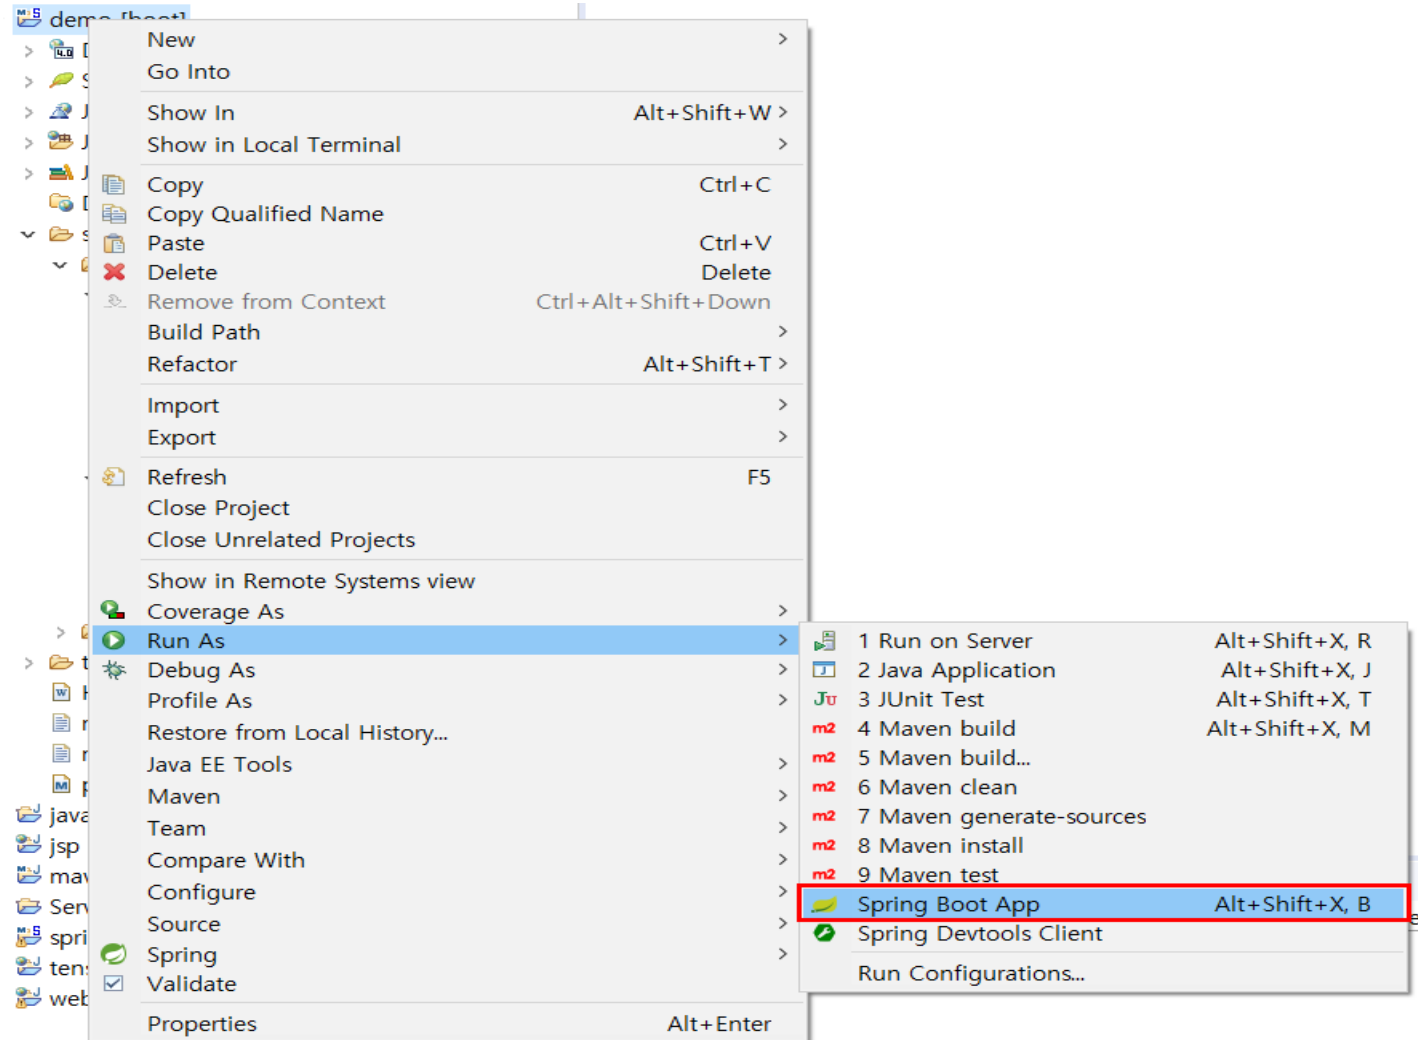 demo [boot]
New
Go Into
Show In Alt+Shift+W
Show in Local Terminal
Copy Ctrl+C
Copy Qualified Name
Paste Ctrl+V
Delete Delete
Remove from Context Ctrl+Alt+Shift+Down
Build Path
Refactor Alt+Shift+T
Import
Export
Refresh F5
Close Project
Close Unrelated Projects
Show in Remote Systems view
Coverage As
Run As
Debug As
Profile As
Restore from Local History...
Java EE Tools
Maven
Team
Compare With
Configure
Source
Spring
Validate
Properties Alt+Enter
1 Run on Server Alt+Shift+X, R
2 Java Application Alt+Shift+X, J
3 JUnit Test Alt+Shift+X, T
4 Maven build Alt+Shift+X, M
5 Maven build...
6 Maven clean
7 Maven generate-sources
8 Maven install
9 Maven test
Spring Boot App Alt+Shift+X, B
Spring Devtools Client
Run Configurations...
java
jsp
mav
Serv
spri
tens
web